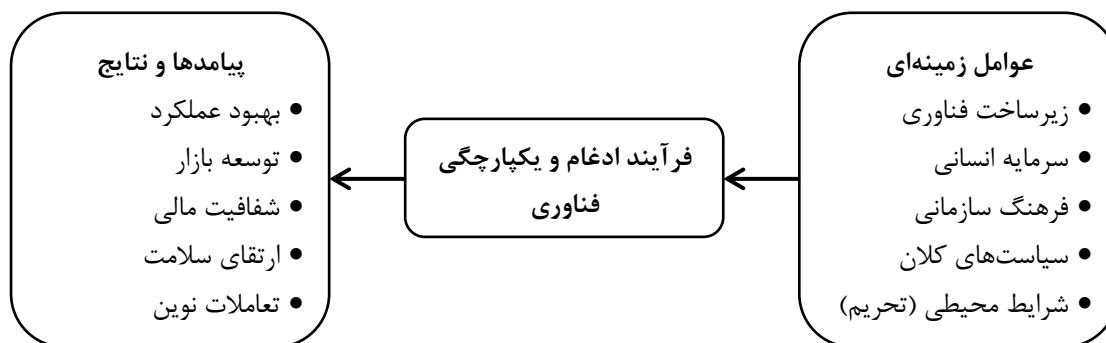 عوامل زمینه‌ای
• زیرساخت فناوری
• سرمایه انسانی
• فرهنگ سازمانی
• سیاست‌های کلان
• شرایط محیطی (تحریم)
فرآیند ادغام و یکپارچگی
فناوری
پیامدها و نتایج
• بهبود عملکرد
• توسعه بازار
• شفافیت مالی
• ارتقای سلامت
• تعاملات نوین